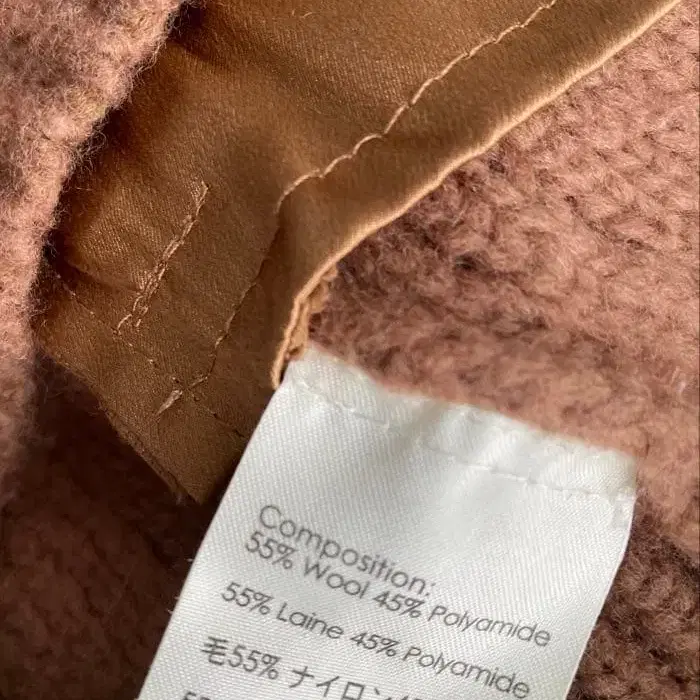 Composition:
55% Wool 45% Polyamide
55% Laine 45% Polyamide
毛55% ナイロン